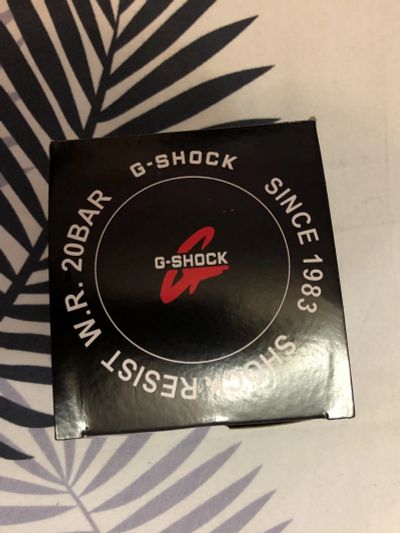 G-SHOCK
SINCE 1983
SHOCK RESIST
W.R. 20BAR
G-SHOCK